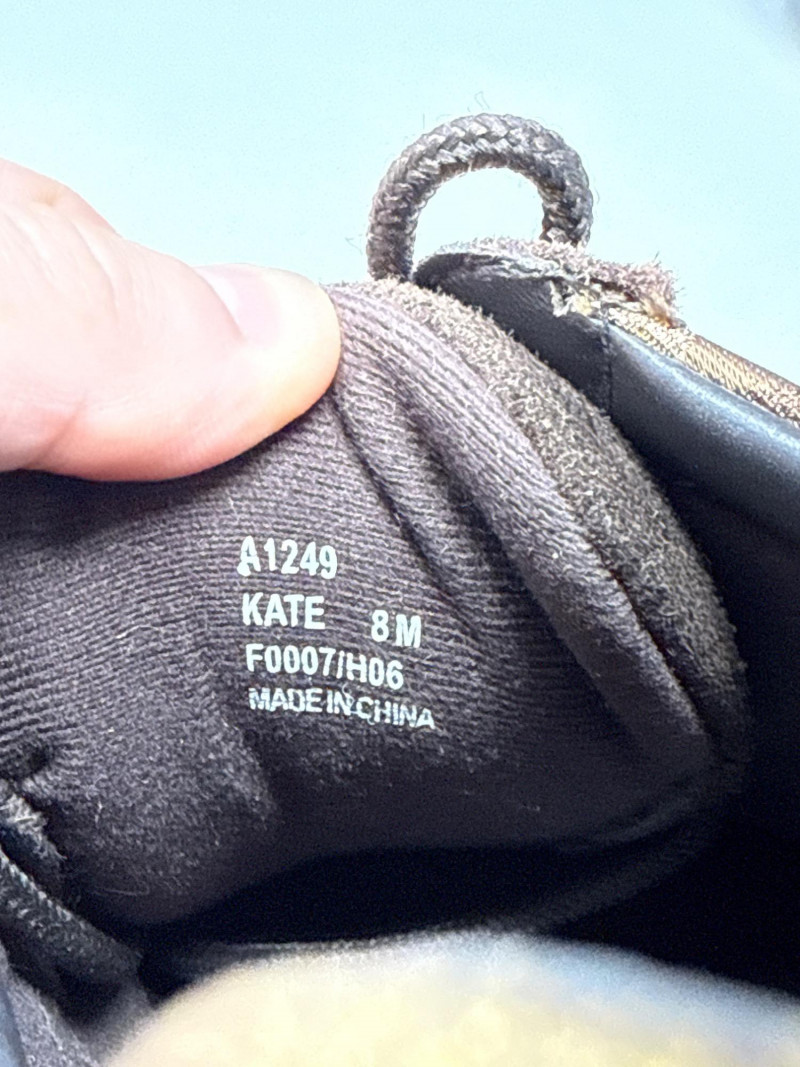 A1249
KATE 8M
F0007/H06
MADE IN CHINA